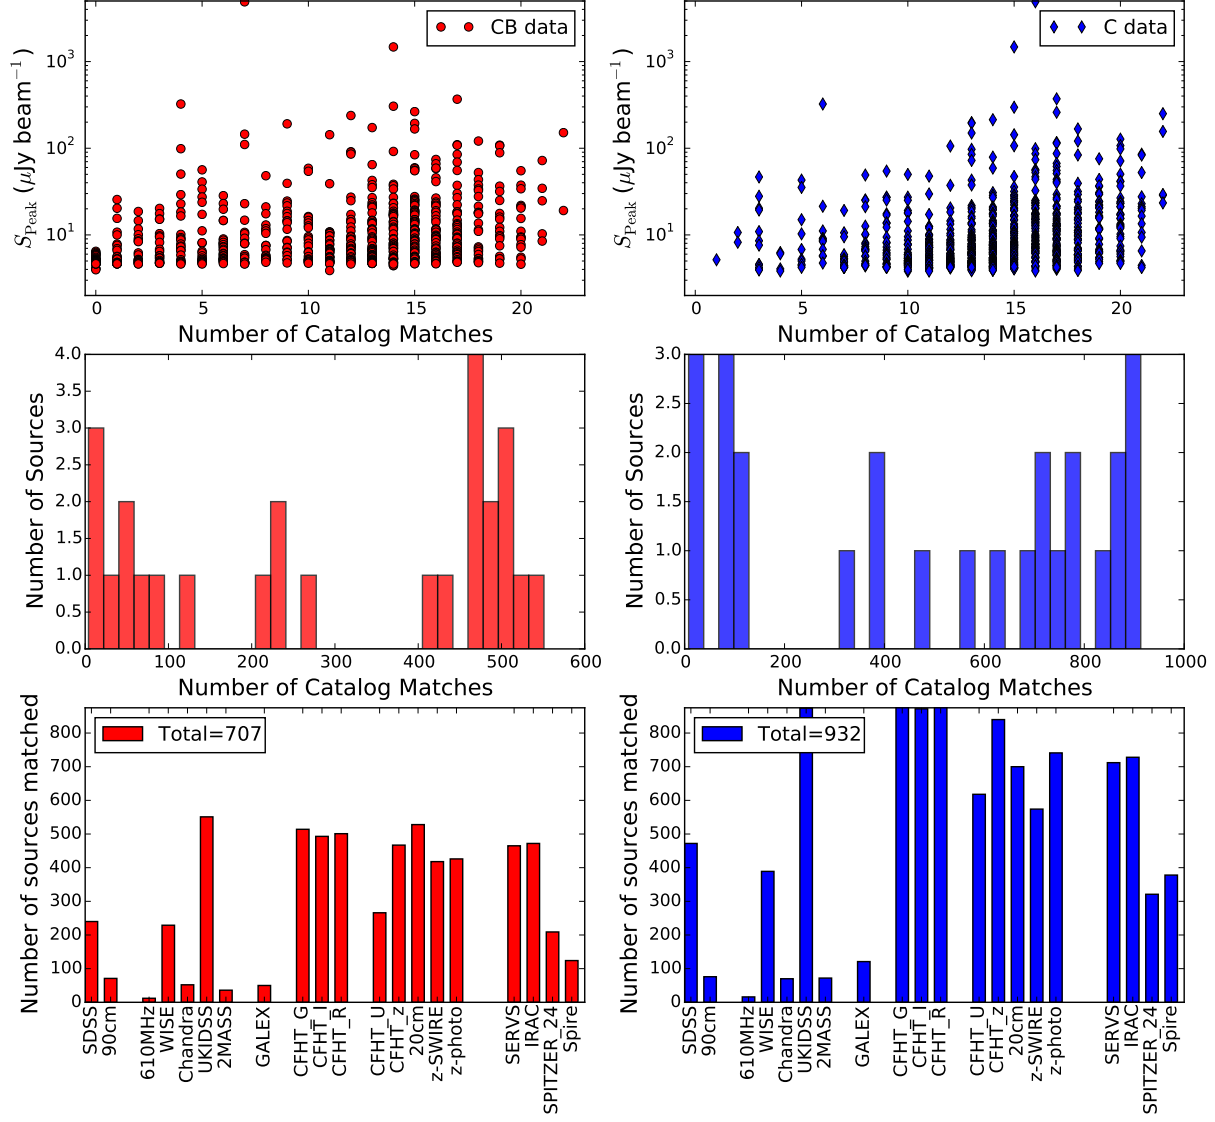 CB data
10³
10²
10¹
S_Peak (μJy beam⁻¹)
0 5 10 15 20
Number of Catalog Matches
C data
10³
10²
10¹
S_Peak (μJy beam⁻¹)
0 5 10 15 20
Number of Catalog Matches
4.0
3.5
3.0
2.5
2.0
1.5
1.0
0.5
0.0
Number of Sources
0 100 200 300 400 500 600
Number of Catalog Matches
3.0
2.5
2.0
1.5
1.0
0.5
0.0
Number of Sources
0 200 400 600 800 1000
Number of Catalog Matches
Total=707
800
700
600
500
400
300
200
100
0
Number of sources matched
SDSS
90cm
610MHz
WISE
Chandra
UKIDSS
2MASS
GALEX
CFHT_G
CFHT_I
CFHT_R
CFHT_U
CFHT_z
20cm
z-SWIRE
z-photo
SERVS
IRAC
SPITZER_24
Spire
Total=932
800
700
600
500
400
300
200
100
0
Number of sources matched
SDSS
90cm
610MHz
WISE
Chandra
UKIDSS
2MASS
GALEX
CFHT_G
CFHT_I
CFHT_R
CFHT_U
CFHT_z
20cm
z-SWIRE
z-photo
SERVS
IRAC
SPITZER_24
Spire